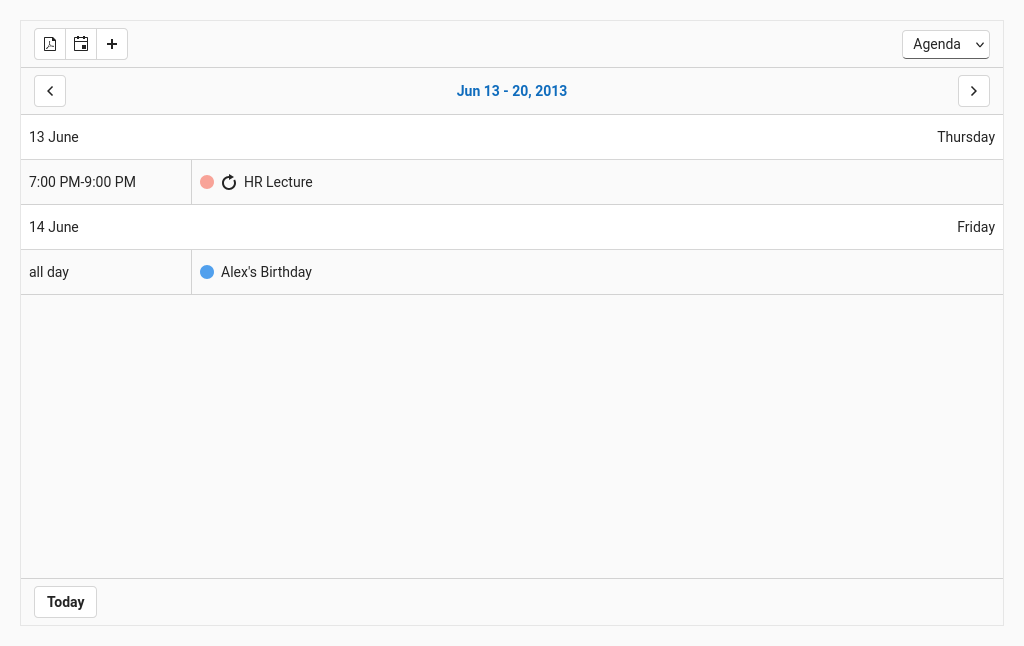 Agenda
Jun 13 - 20, 2013
13 June Thursday
7:00 PM-9:00 PM HR Lecture
14 June Friday
all day Alex's Birthday
Today